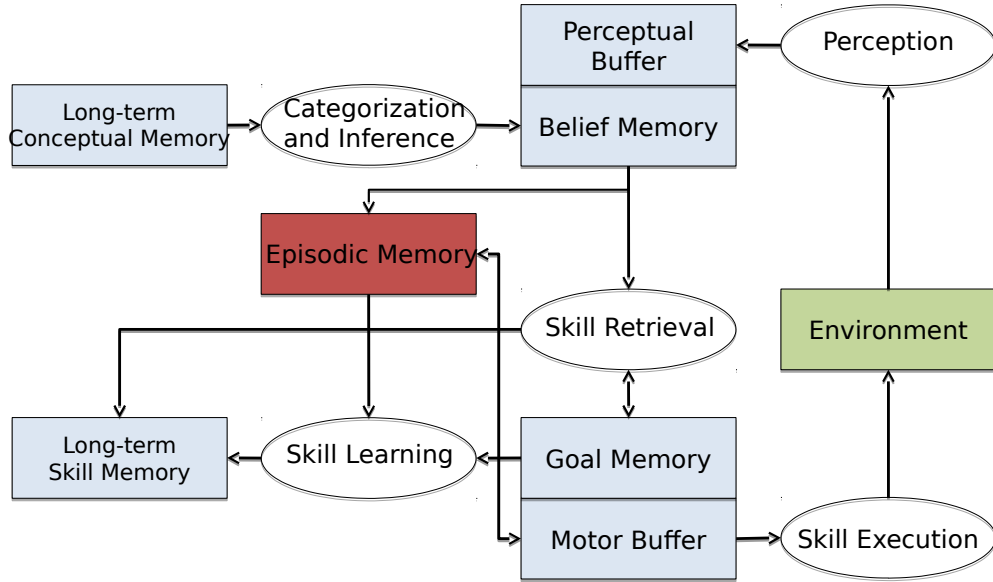 Perceptual
Buffer
Perception
Long-term
Conceptual Memory
Categorization
and Inference
Belief Memory
Episodic Memory
Skill Retrieval
Environment
Long-term
Skill Memory
Skill Learning
Goal Memory
Motor Buffer
Skill Execution